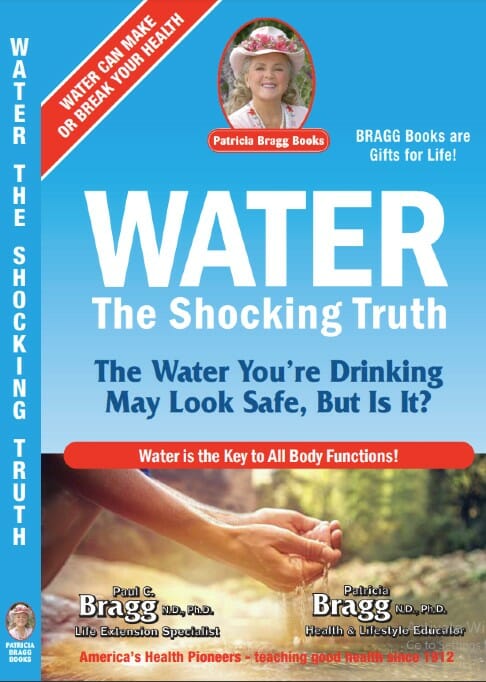 WATER THE SHOCKING TRUTH
PATRICIA
BRAGG
BOOKS
WATER CAN MAKE
OR BREAK YOUR HEALTH
Patricia Bragg Books
BRAGG Books are
Gifts for Life!
WATER
The Shocking Truth
The Water You're Drinking
May Look Safe, But Is It?
Water is the Key to All Body Functions!
Paul C.
Bragg N.D., Ph.D.
Life Extension Specialist
Patricia
Bragg N.D., Ph.D.
Health & Lifestyle Educator
America's Health Pioneers - teaching good health since 1912
Go to Settings